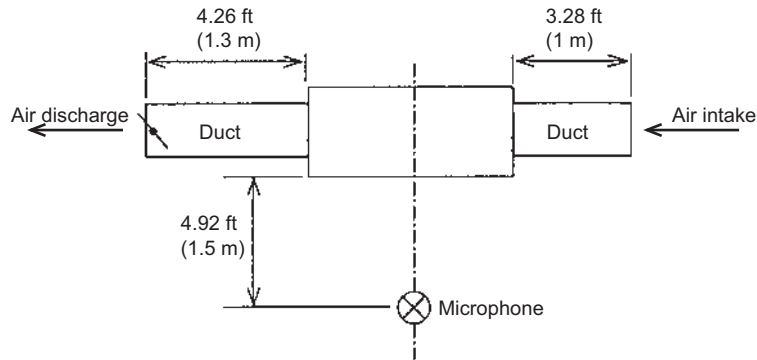 4.26 ft
(1.3 m)
3.28 ft
(1 m)
Air discharge
Duct
Duct
Air intake
4.92 ft
(1.5 m)
Microphone